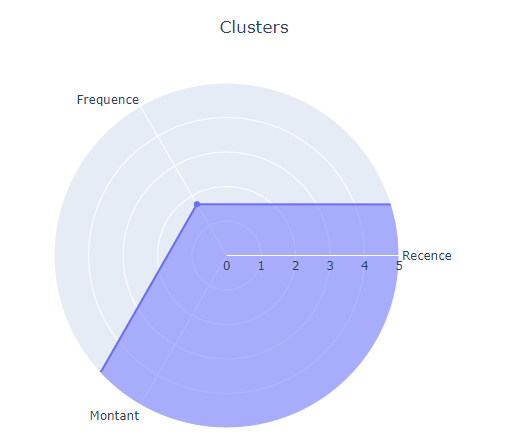 Clusters
Frequence
Recence
0 1 2 3 4 5
Montant